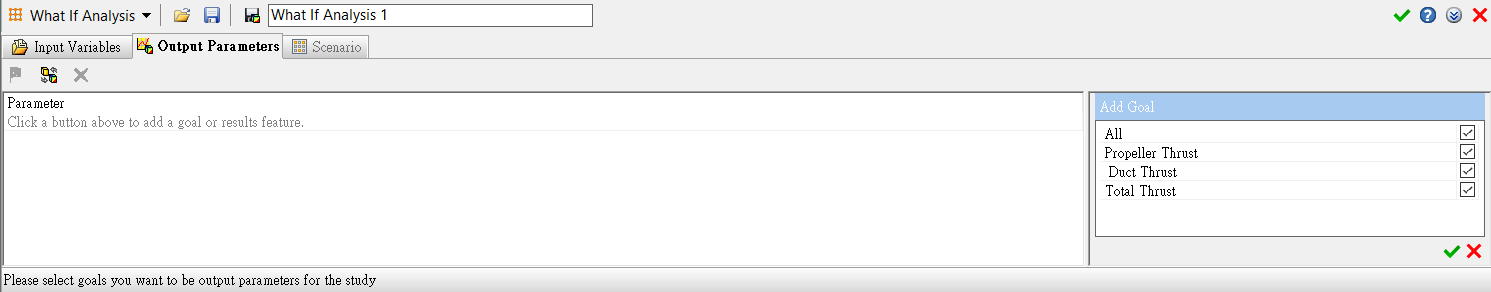 What If Analysis
What If Analysis 1
Input Variables
Output Parameters
Scenario
Parameter
Click a button above to add a goal or results feature.
Add Goal
All
Propeller Thrust
Duct Thrust
Total Thrust
Please select goals you want to be output parameters for the study